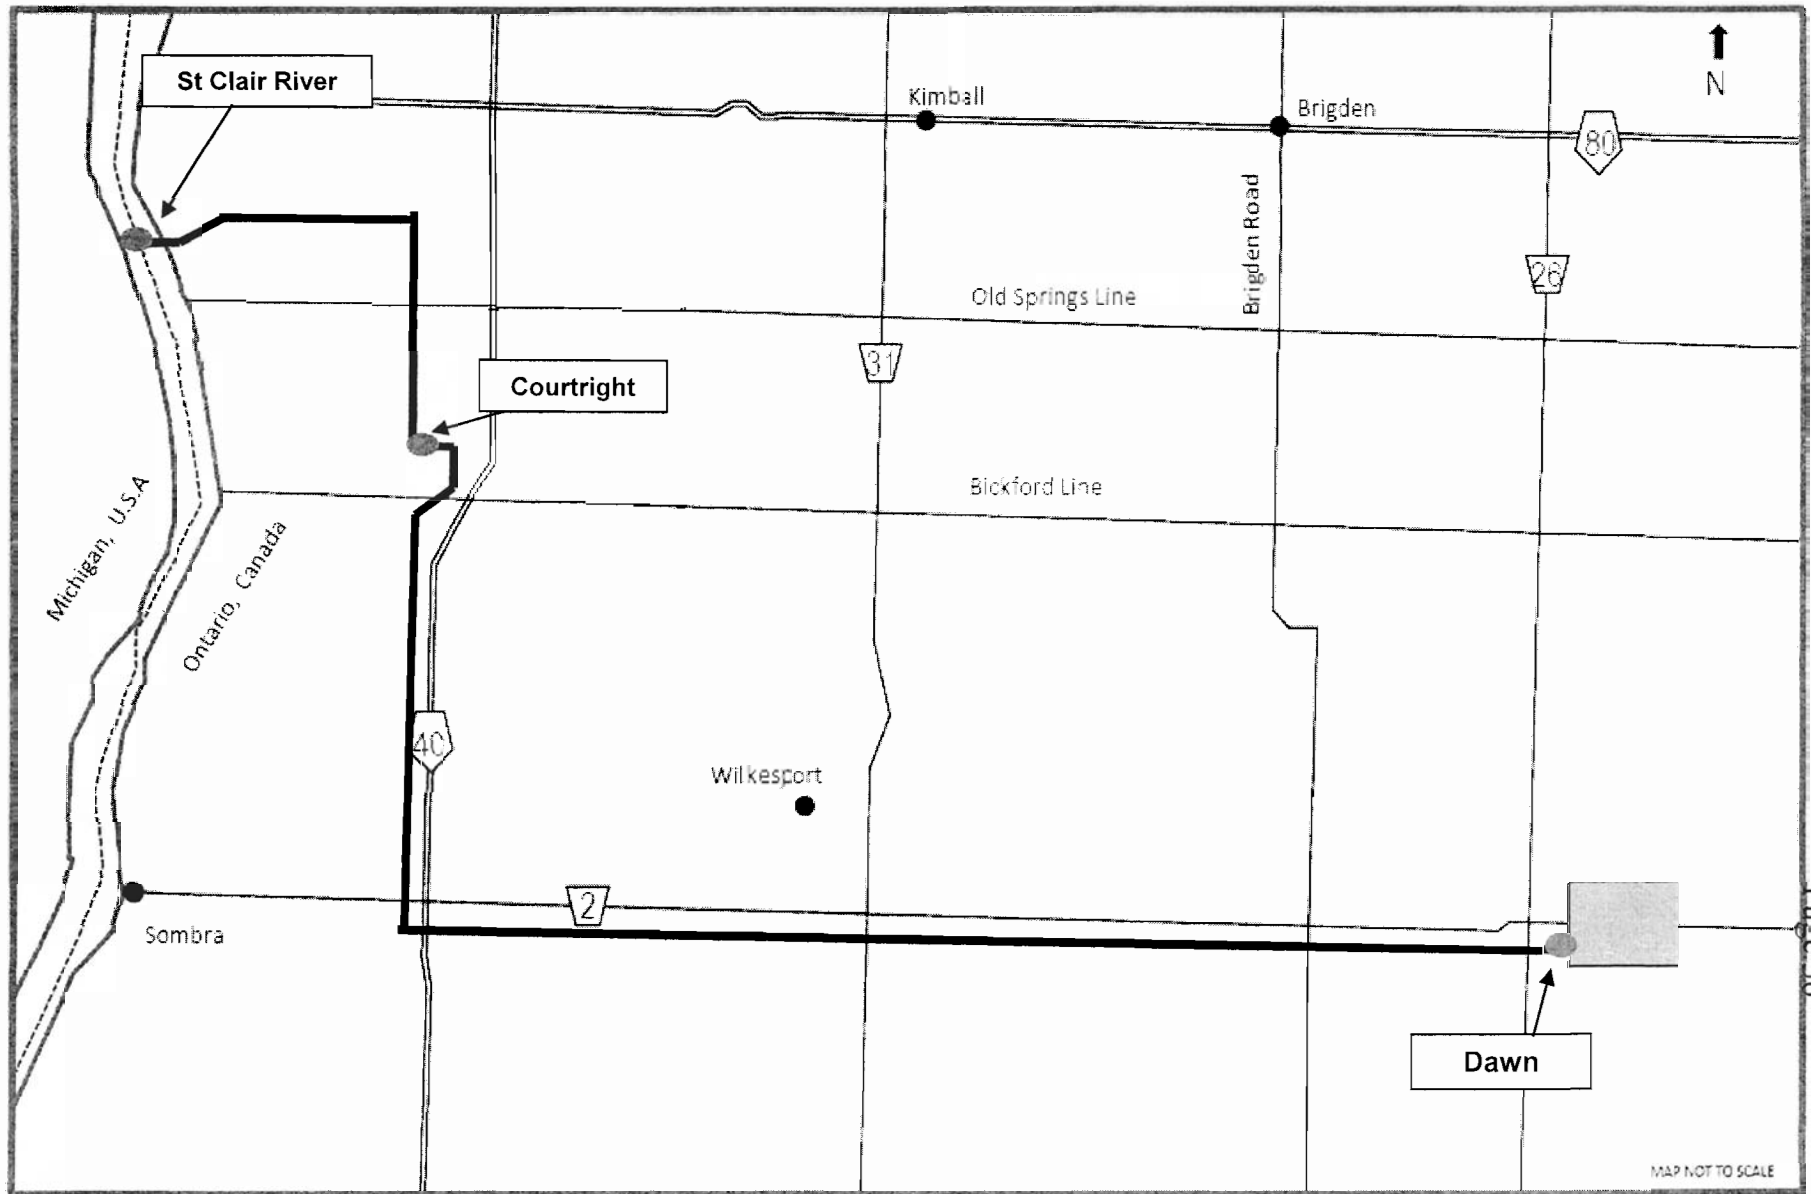 St Clair River
Kimball
Brigden
N
80
Brigden Road
26
Old Springs Line
31
Courtright
Bickford Line
Michigan, U.S.A
Ontario, Canada
40
Wilkesport
2
Sombra
Dawn
MAP NOT TO SCALE